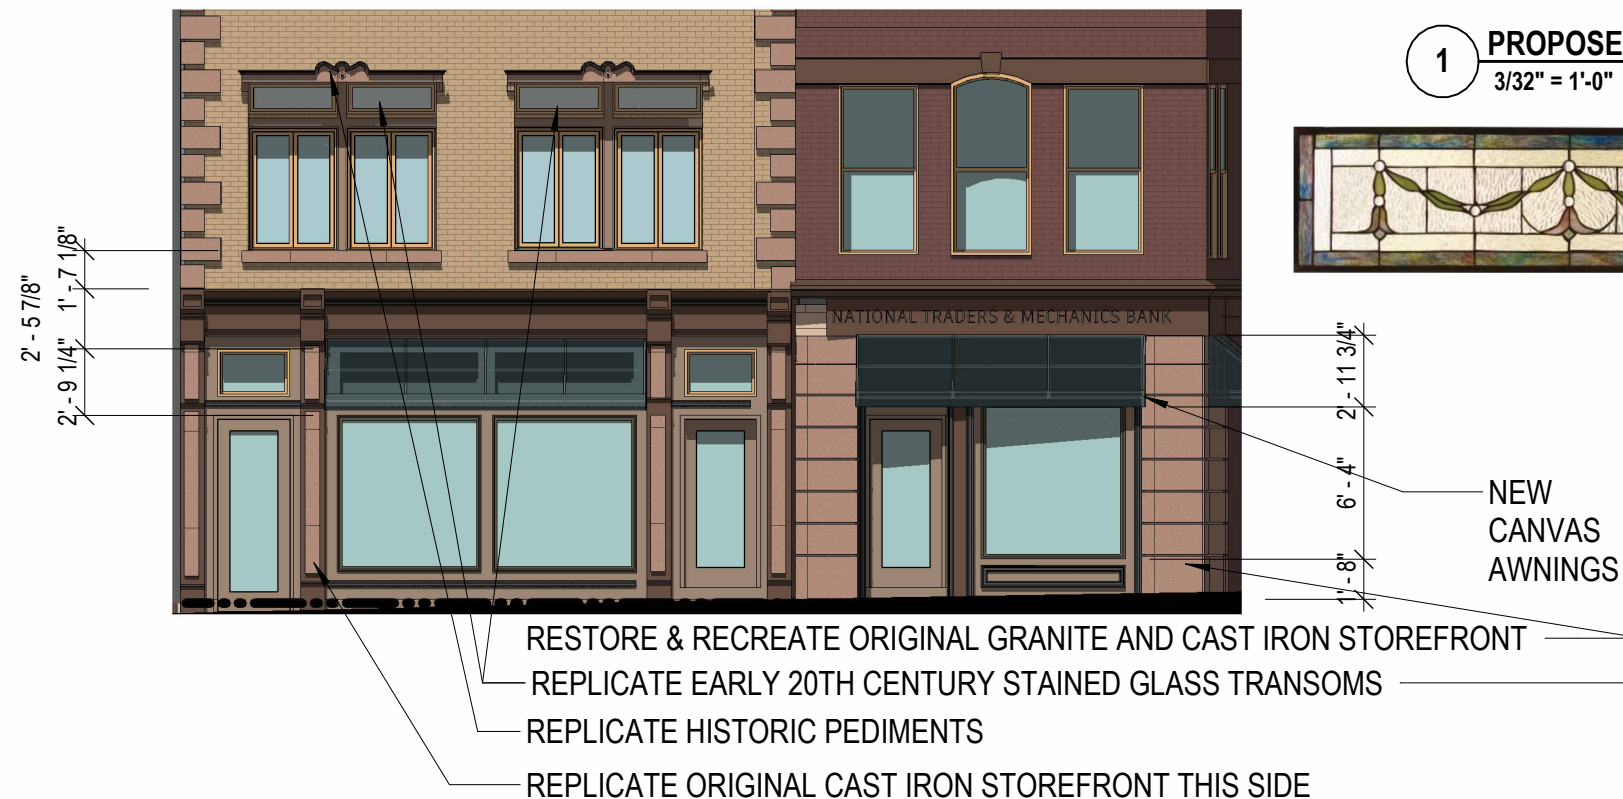 1
PROPOSE
3/32" = 1'-0"
2' - 5 7/8"
1' - 7 1/8"
2' - 9 1/4"
NATIONAL TRADERS & MECHANICS BANK
2' - 11 3/4"
6' - 4"
1' - 8"
NEW
CANVAS
AWNINGS
RESTORE & RECREATE ORIGINAL GRANITE AND CAST IRON STOREFRONT
REPLICATE EARLY 20TH CENTURY STAINED GLASS TRANSOMS
REPLICATE HISTORIC PEDIMENTS
REPLICATE ORIGINAL CAST IRON STOREFRONT THIS SIDE